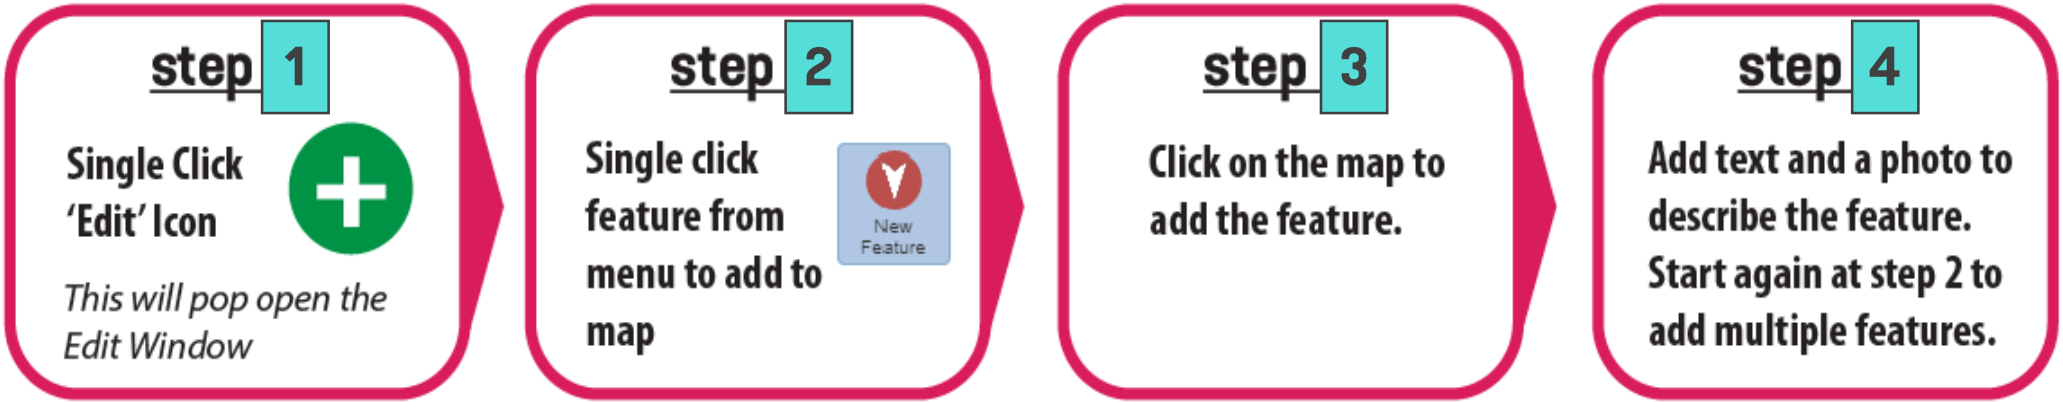 step 1
Single Click
‘Edit’ Icon
This will pop open the
Edit Window
step 2
Single click
feature from
menu to add to
map
New
Feature
step 3
Click on the map to
add the feature.
step 4
Add text and a photo to
describe the feature.
Start again at step 2 to
add multiple features.